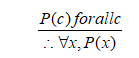 P(c)forallc
∴ ∀x, P(x)